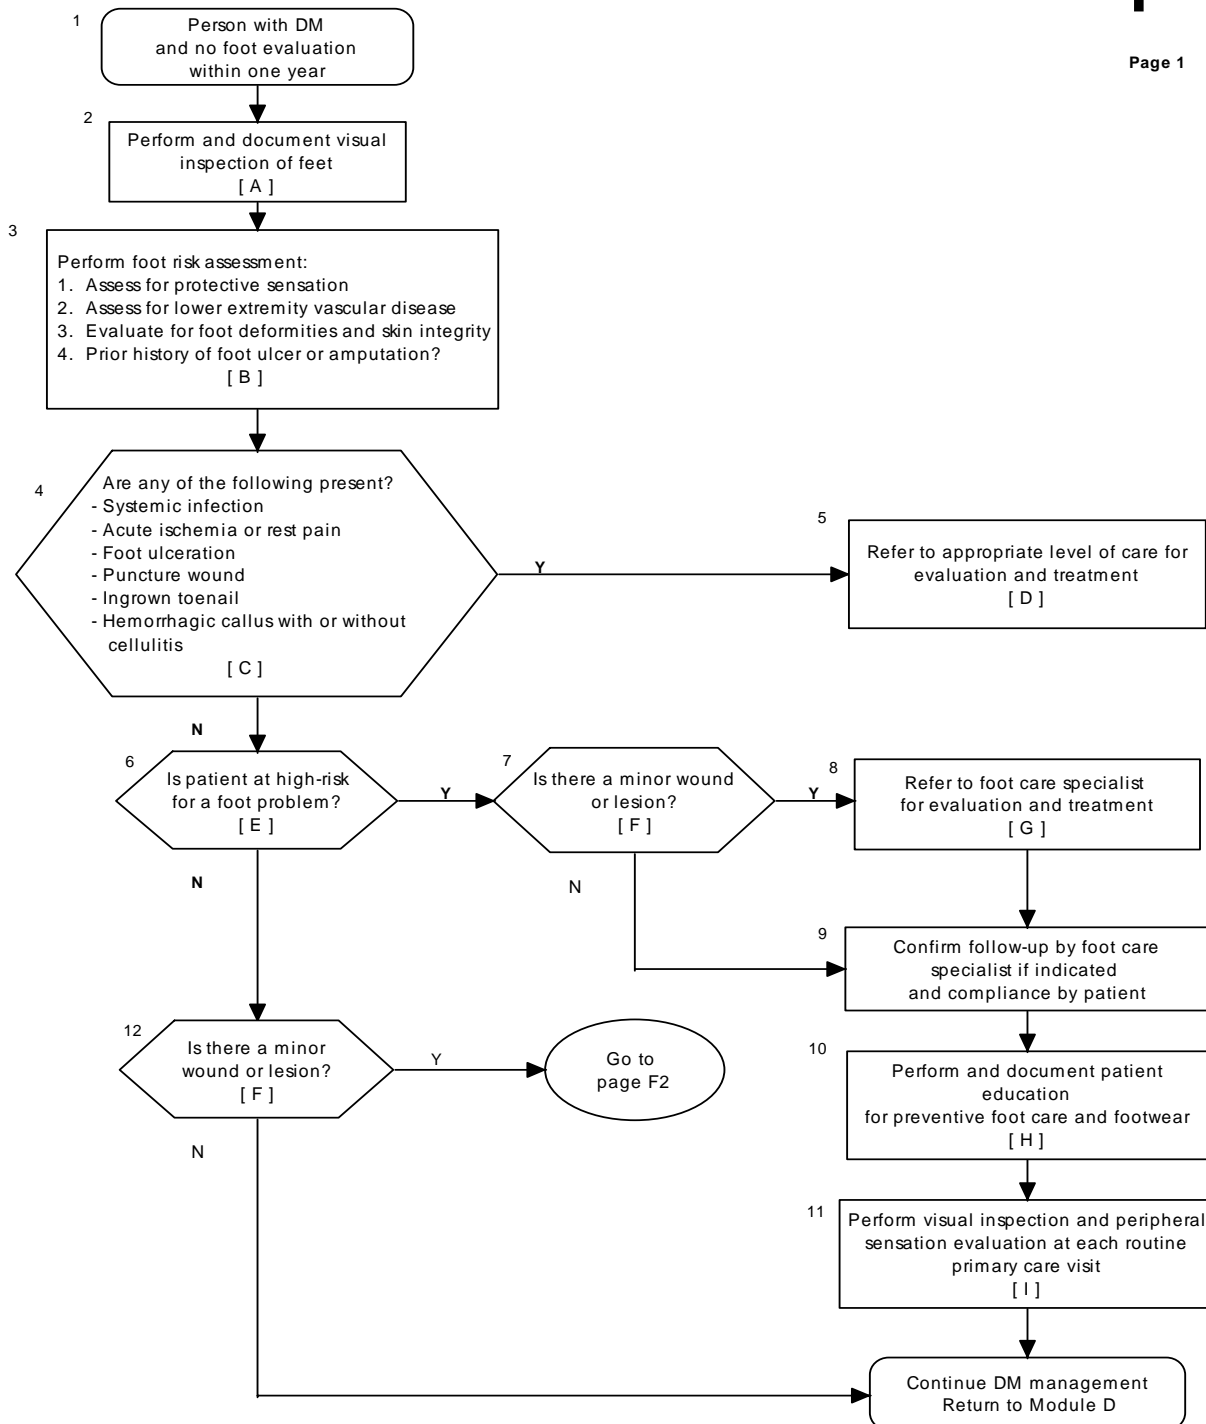 Page 1
1
Person with DM
and no foot evaluation
within one year
2
Perform and document visual
inspection of feet
[ A ]
3
Perform foot risk assessment:
1. Assess for protective sensation
2. Assess for lower extremity vascular disease
3. Evaluate for foot deformities and skin integrity
4. Prior history of foot ulcer or amputation?
[ B ]
4
Are any of the following present?
- Systemic infection
- Acute ischemia or rest pain
- Foot ulceration
- Puncture wound
- Ingrown toenail
- Hemorrhagic callus with or without
cellulitis
[ C ]
Y
5
Refer to appropriate level of care for
evaluation and treatment
[ D ]
N
6
Is patient at high-risk
for a foot problem?
[ E ]
Y
7
Is there a minor wound
or lesion?
[ F ]
Y
8
Refer to foot care specialist
for evaluation and treatment
[ G ]
N
N
9
Confirm follow-up by foot care
specialist if indicated
and compliance by patient
12
Is there a minor
wound or lesion?
[ F ]
Y
Go to
page F2
10
Perform and document patient
education
for preventive foot care and footwear
[ H ]
N
11
Perform visual inspection and peripheral
sensation evaluation at each routine
primary care visit
[ I ]
Continue DM management
Return to Module D